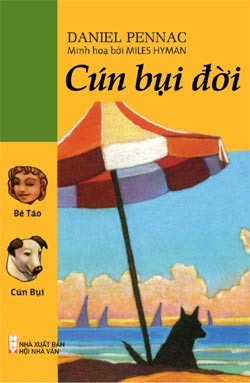 DANIEL PENNAC
Minh hoạ bởi MILES HYMAN
Cún bụi đời
Bé Táo
Cún Bụi
NHÀ XUẤT BẢN
HỘI NHÀ VĂN